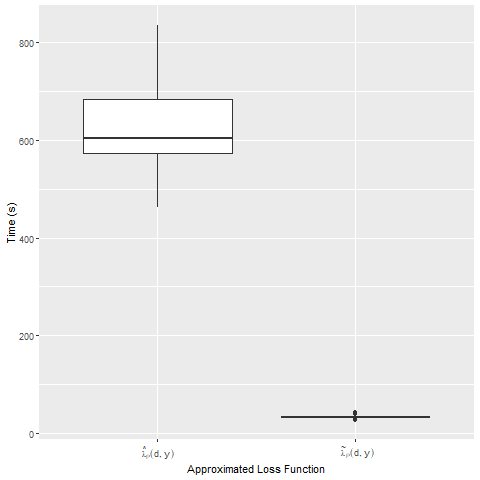 800
600
400
200
0
Time (s)
λ̂ₚ(d, y) λ̃ₚ(d, y)
Approximated Loss Function